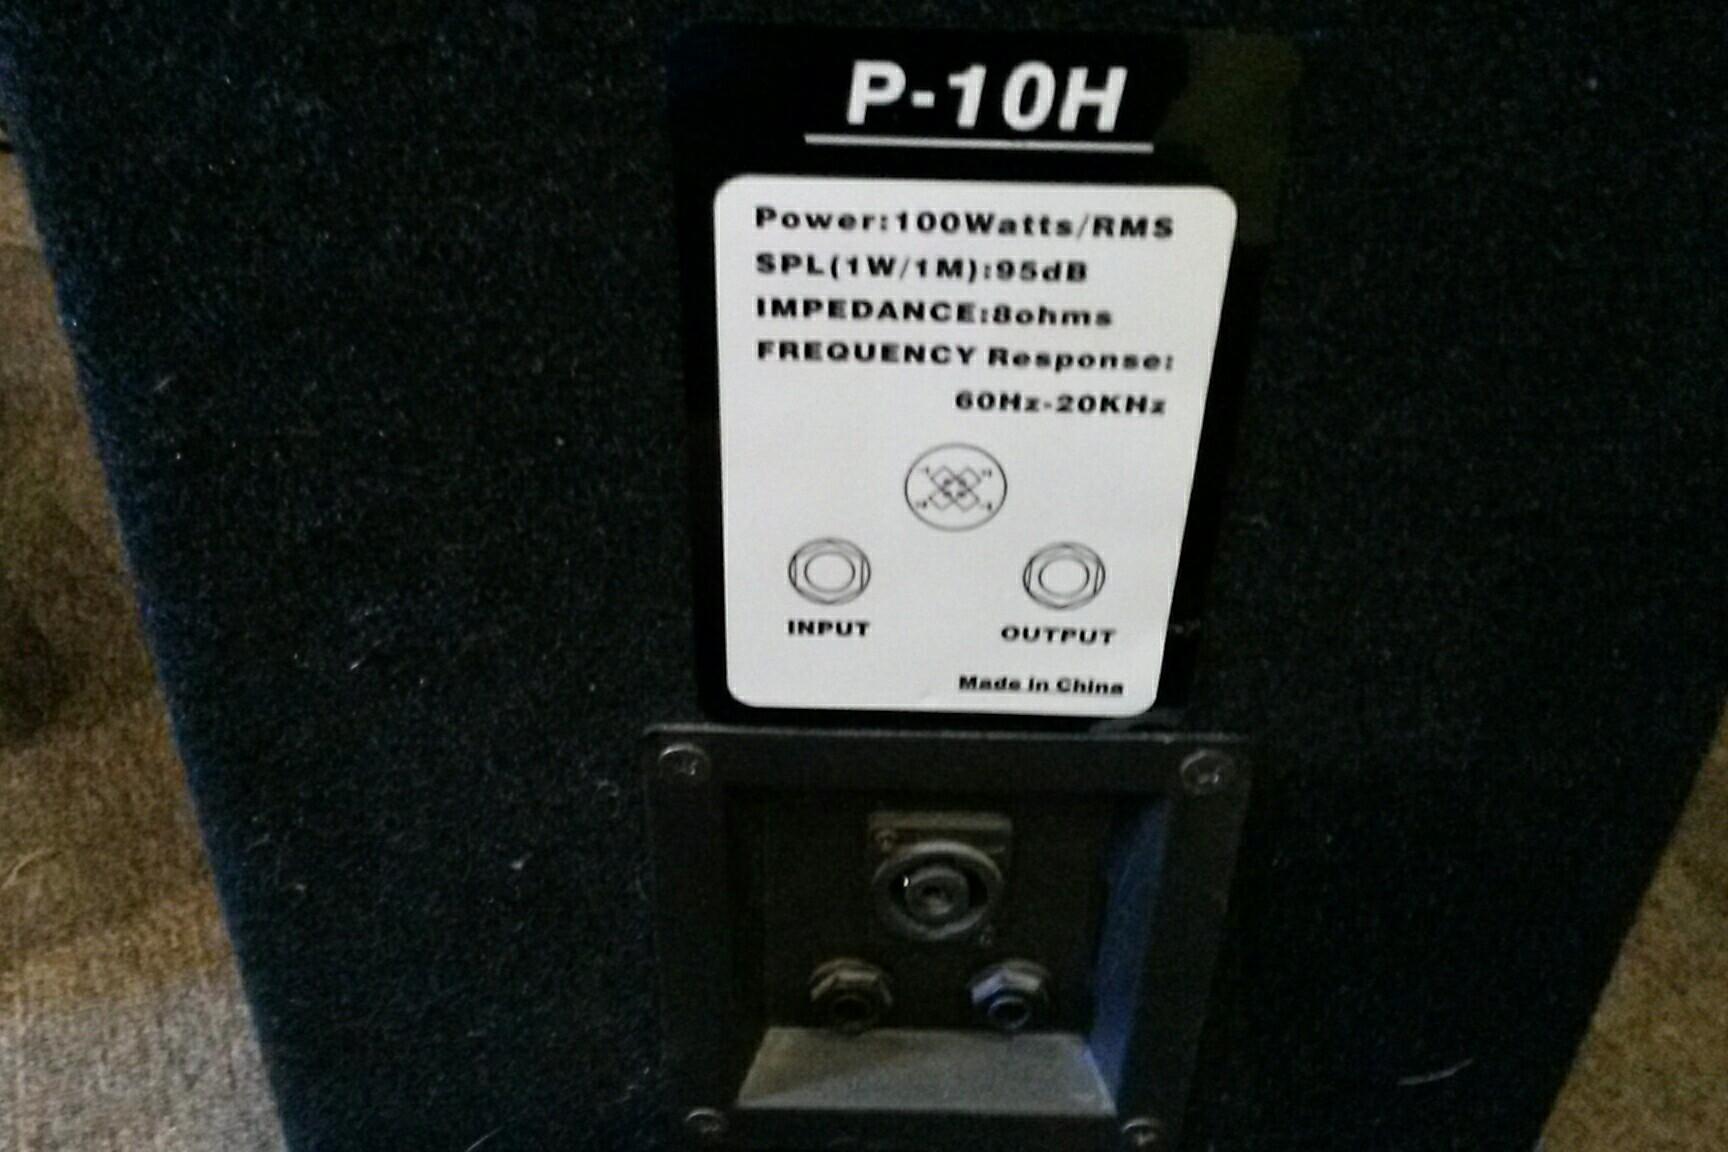 P-10H
Power:100Watts/RMS
SPL(1W/1M):95dB
IMPEDANCE:8ohms
FREQUENCY Response:
60Hz-20KHz
INPUT
OUTPUT
Made in China